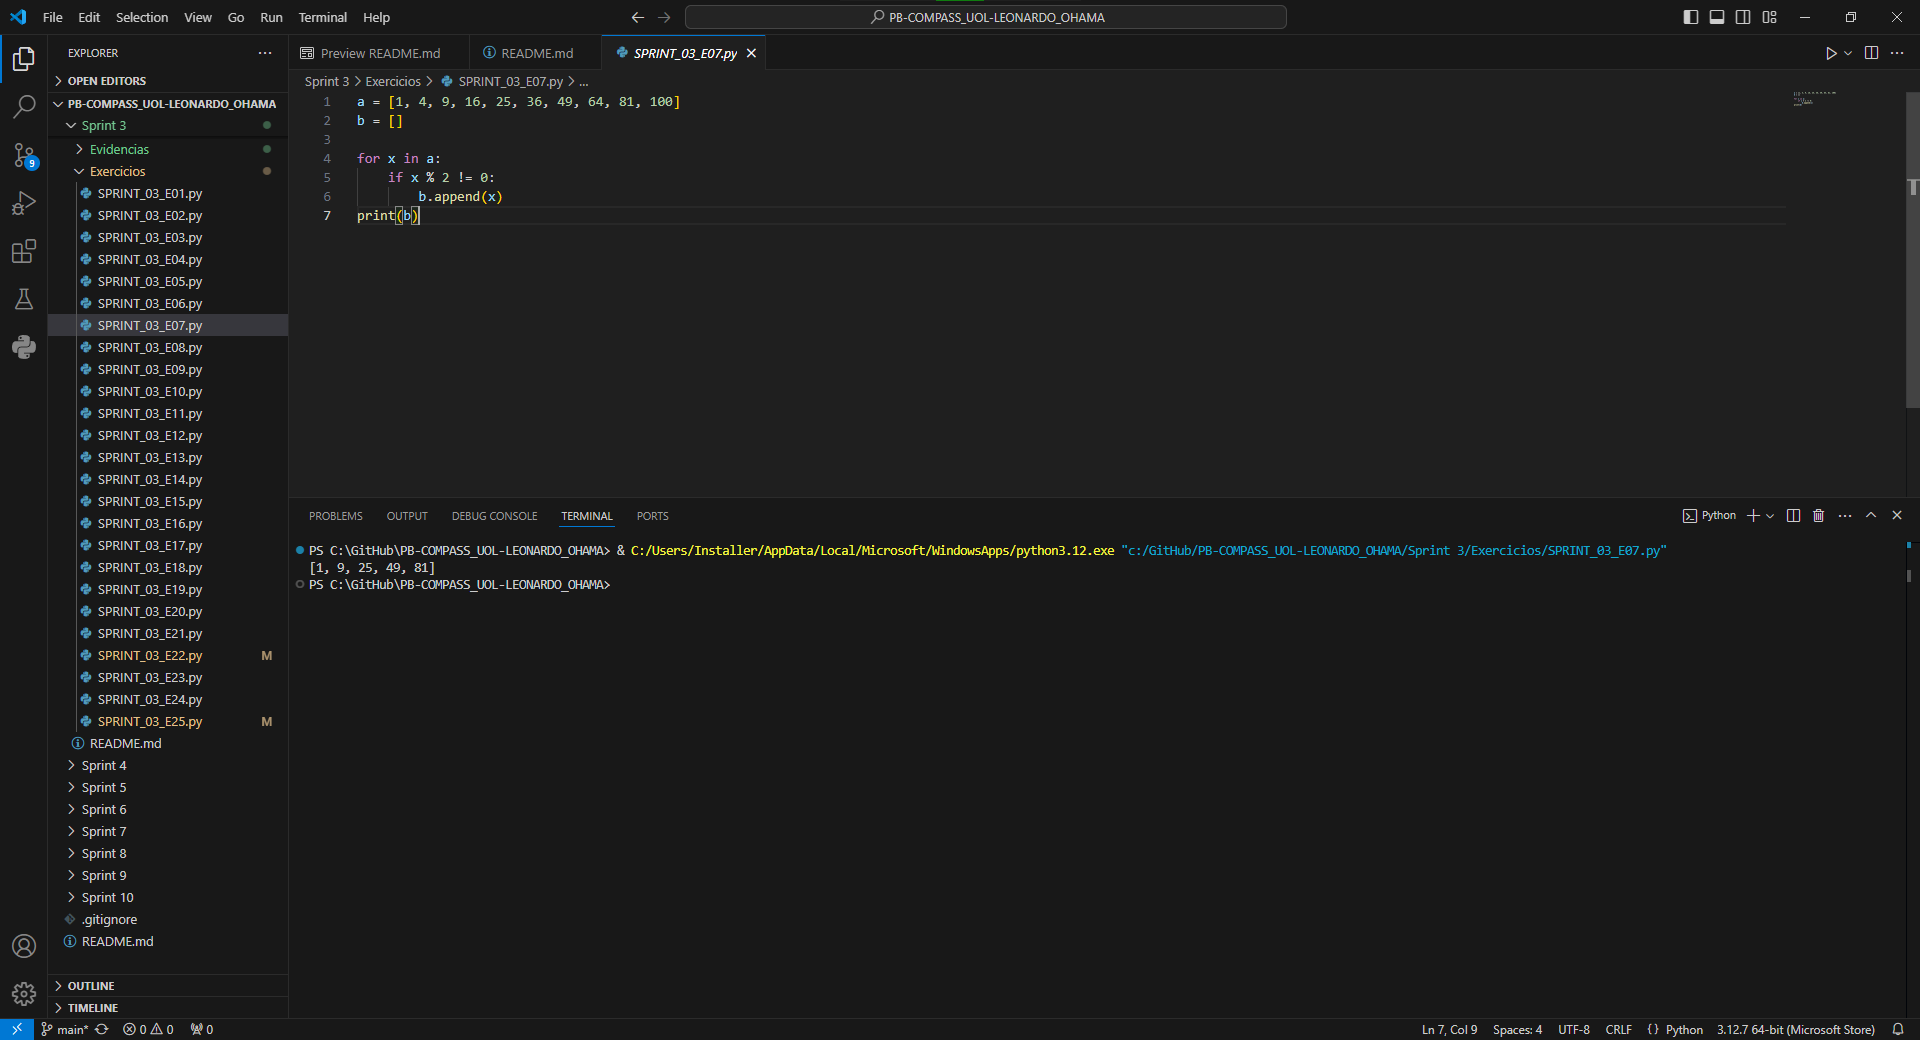 File Edit Selection View Go Run Terminal Help
PB-COMPASS_UOL-LEONARDO_OHAMA
EXPLORER
OPEN EDITORS
PB-COMPASS_UOL-LEONARDO_OHAMA
Sprint 3
Evidencias
Exercicios
SPRINT_03_E01.py
SPRINT_03_E02.py
SPRINT_03_E03.py
SPRINT_03_E04.py
SPRINT_03_E05.py
SPRINT_03_E06.py
SPRINT_03_E07.py
SPRINT_03_E08.py
SPRINT_03_E09.py
SPRINT_03_E10.py
SPRINT_03_E11.py
SPRINT_03_E12.py
SPRINT_03_E13.py
SPRINT_03_E14.py
SPRINT_03_E15.py
SPRINT_03_E16.py
SPRINT_03_E17.py
SPRINT_03_E18.py
SPRINT_03_E19.py
SPRINT_03_E20.py
SPRINT_03_E21.py
SPRINT_03_E22.py M
SPRINT_03_E23.py
SPRINT_03_E24.py
SPRINT_03_E25.py M
README.md
Sprint 4
Sprint 5
Sprint 6
Sprint 7
Sprint 8
Sprint 9
Sprint 10
.gitignore
README.md
OUTLINE
TIMELINE
9
Preview README.md README.md SPRINT_03_E07.py
Sprint 3 > Exercicios > SPRINT_03_E07.py > ...
1 a = [1, 4, 9, 16, 25, 36, 49, 64, 81, 100]
2 b = []
3
4 for x in a:
5 if x % 2 != 0:
6 b.append(x)
7 print(b)
PROBLEMS OUTPUT DEBUG CONSOLE TERMINAL PORTS
Python
PS C:\GitHub\PB-COMPASS_UOL-LEONARDO_OHAMA> & C:/Users/Installer/AppData/Local/Microsoft/WindowsApps/python3.12.exe "c:/GitHub/PB-COMPASS_UOL-LEONARDO_OHAMA/Sprint 3/Exercicios/SPRINT_03_E07.py"
[1, 9, 25, 49, 81]
PS C:\GitHub\PB-COMPASS_UOL-LEONARDO_OHAMA>
main* 0 0 0
Ln 7, Col 9 Spaces: 4 UTF-8 CRLF {} Python 3.12.7 64-bit (Microsoft Store)